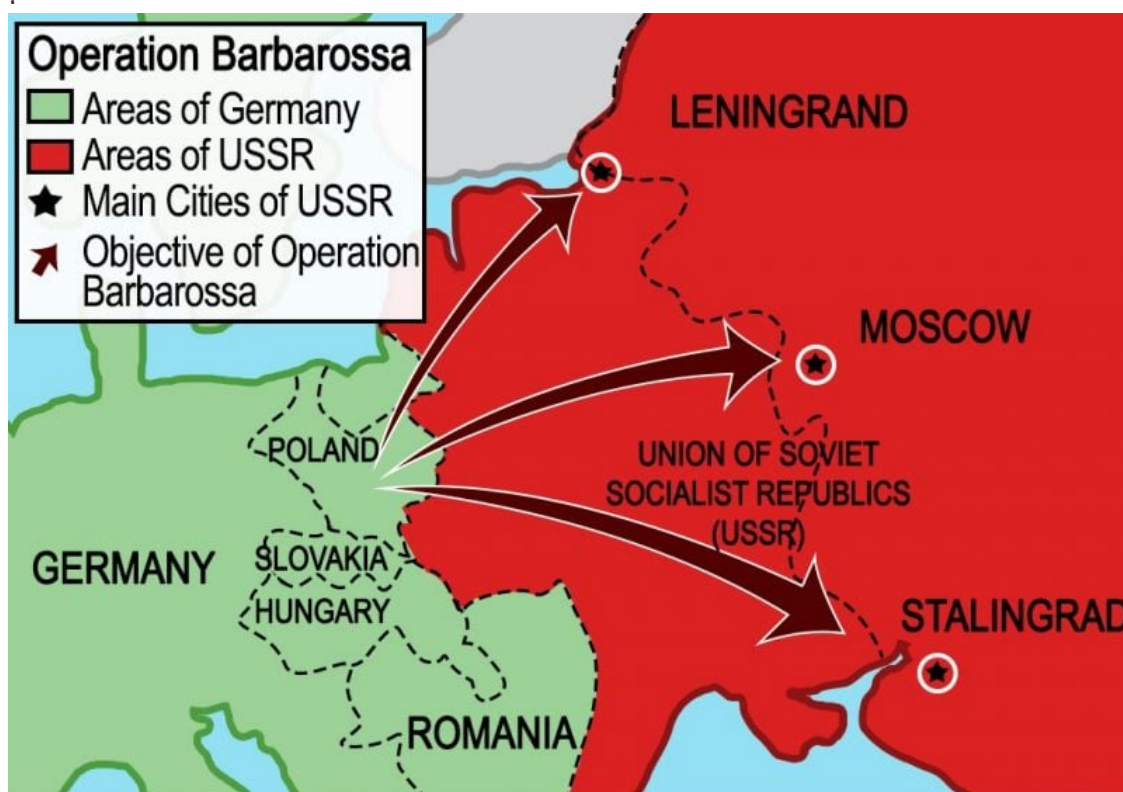 Operation Barbarossa
Areas of Germany
Areas of USSR
Main Cities of USSR
Objective of Operation
Barbarossa
LENINGRAND
MOSCOW
POLAND
UNION OF SOVIET
SOCIALIST REPUBLICS
(USSR)
GERMANY
SLOVAKIA
HUNGARY
STALINGRAD
ROMANIA